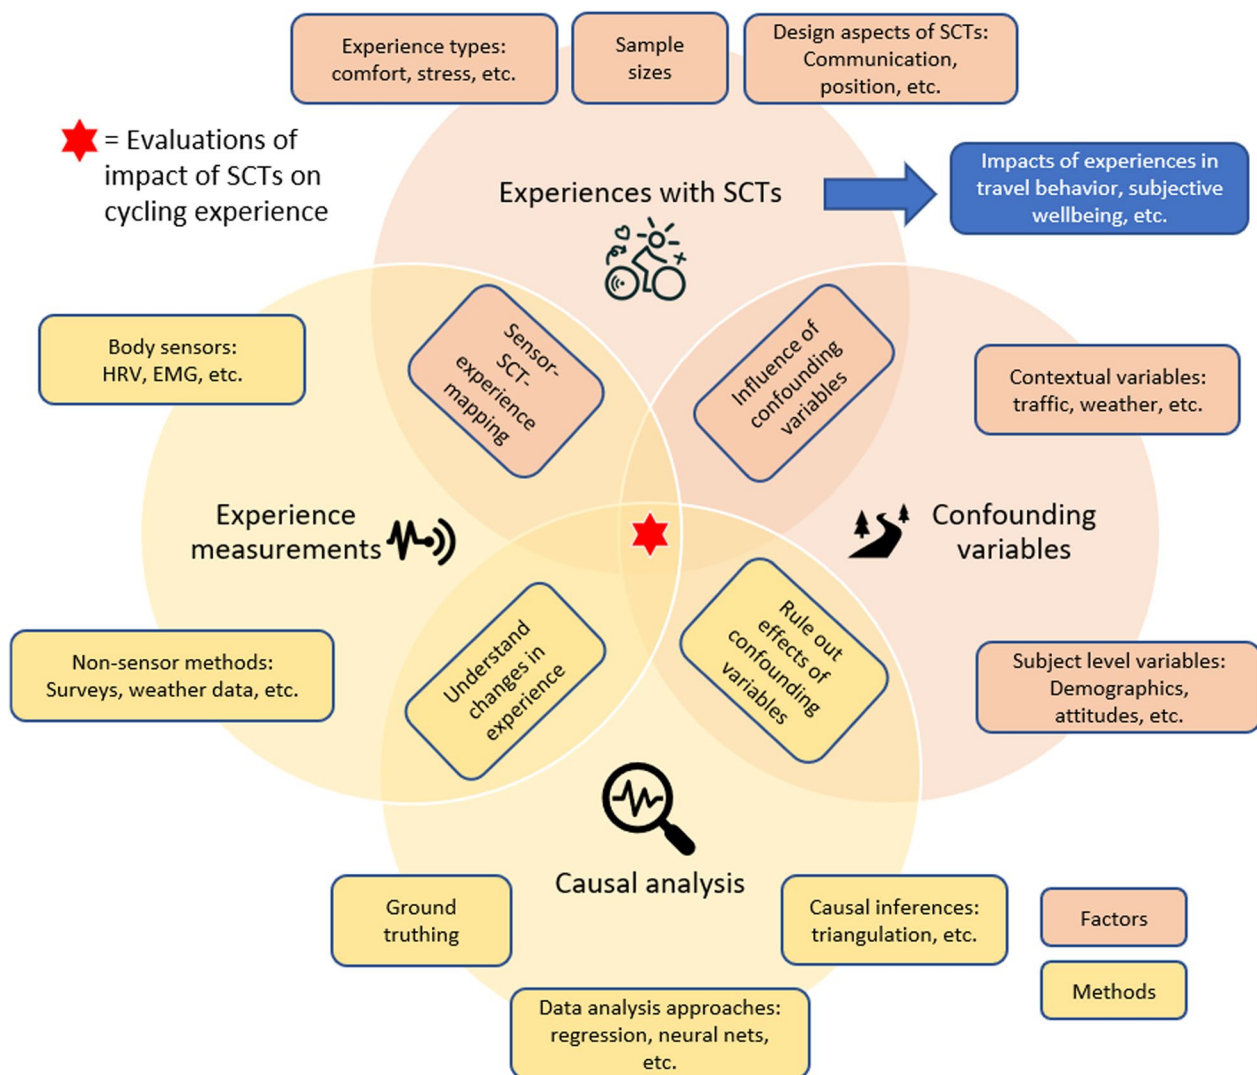 Experience types:
comfort, stress, etc.
Sample
sizes
Design aspects of SCTs:
Communication,
position, etc.
= Evaluations of
impact of SCTs on
cycling experience
Experiences with SCTs
Impacts of experiences in
travel behavior, subjective
wellbeing, etc.
Body sensors:
HRV, EMG, etc.
Sensor-
SCT-
experience
mapping
Influence of
confounding
variables
Contextual variables:
traffic, weather, etc.
Experience
measurements
Confounding
variables
Non-sensor methods:
Surveys, weather data, etc.
Understand
changes in
experience
Rule out
effects of
confounding
variables
Subject level variables:
Demographics,
attitudes, etc.
Causal analysis
Ground
truthing
Causal inferences:
triangulation, etc.
Factors
Methods
Data analysis approaches:
regression, neural nets,
etc.